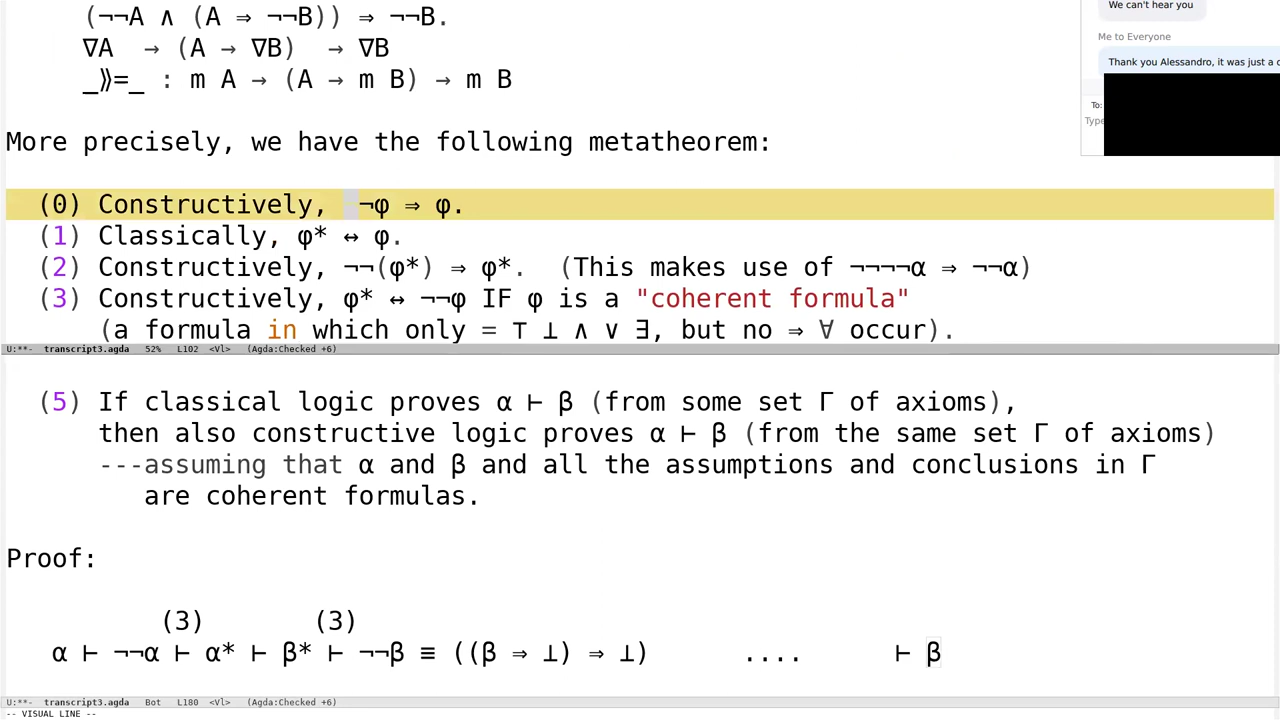 (¬¬A ∧ (A ⇒ ¬¬B)) ⇒ ¬¬B.
∇A → (A → ∇B) → ∇B
_⟫=_ : m A → (A → m B) → m B
More precisely, we have the following metatheorem:
(0) Constructively, ¬φ ⇒ φ.
(1) Classically, φ* ↔ φ.
(2) Constructively, ¬¬(φ*) ⇒ φ*. (This makes use of ¬¬¬¬α ⇒ ¬¬α)
(3) Constructively, φ* ↔ ¬¬φ IF φ is a "coherent formula"
(a formula in which only = ⊤ ⊥ ∧ ∨ ∃, but no ⇒ ∀ occur).
U:**- transcript3.agda 52% L102 <Vl> (Agda:Checked +6)
(5) If classical logic proves α ⊢ β (from some set Γ of axioms),
then also constructive logic proves α ⊢ β (from the same set Γ of axioms)
---assuming that α and β and all the assumptions and conclusions in Γ
are coherent formulas.
Proof:
(3) (3)
α ⊢ ¬¬α ⊢ α* ⊢ β* ⊢ ¬¬β ≡ ((β ⇒ ⊥) ⇒ ⊥) .... ⊢ β
U:**- transcript3.agda Bot L180 <Vl> (Agda:Checked +6)
-- VISUAL LINE --
We can't hear you
Me to Everyone
Thank you Alessandro, it was just a
To:
Type